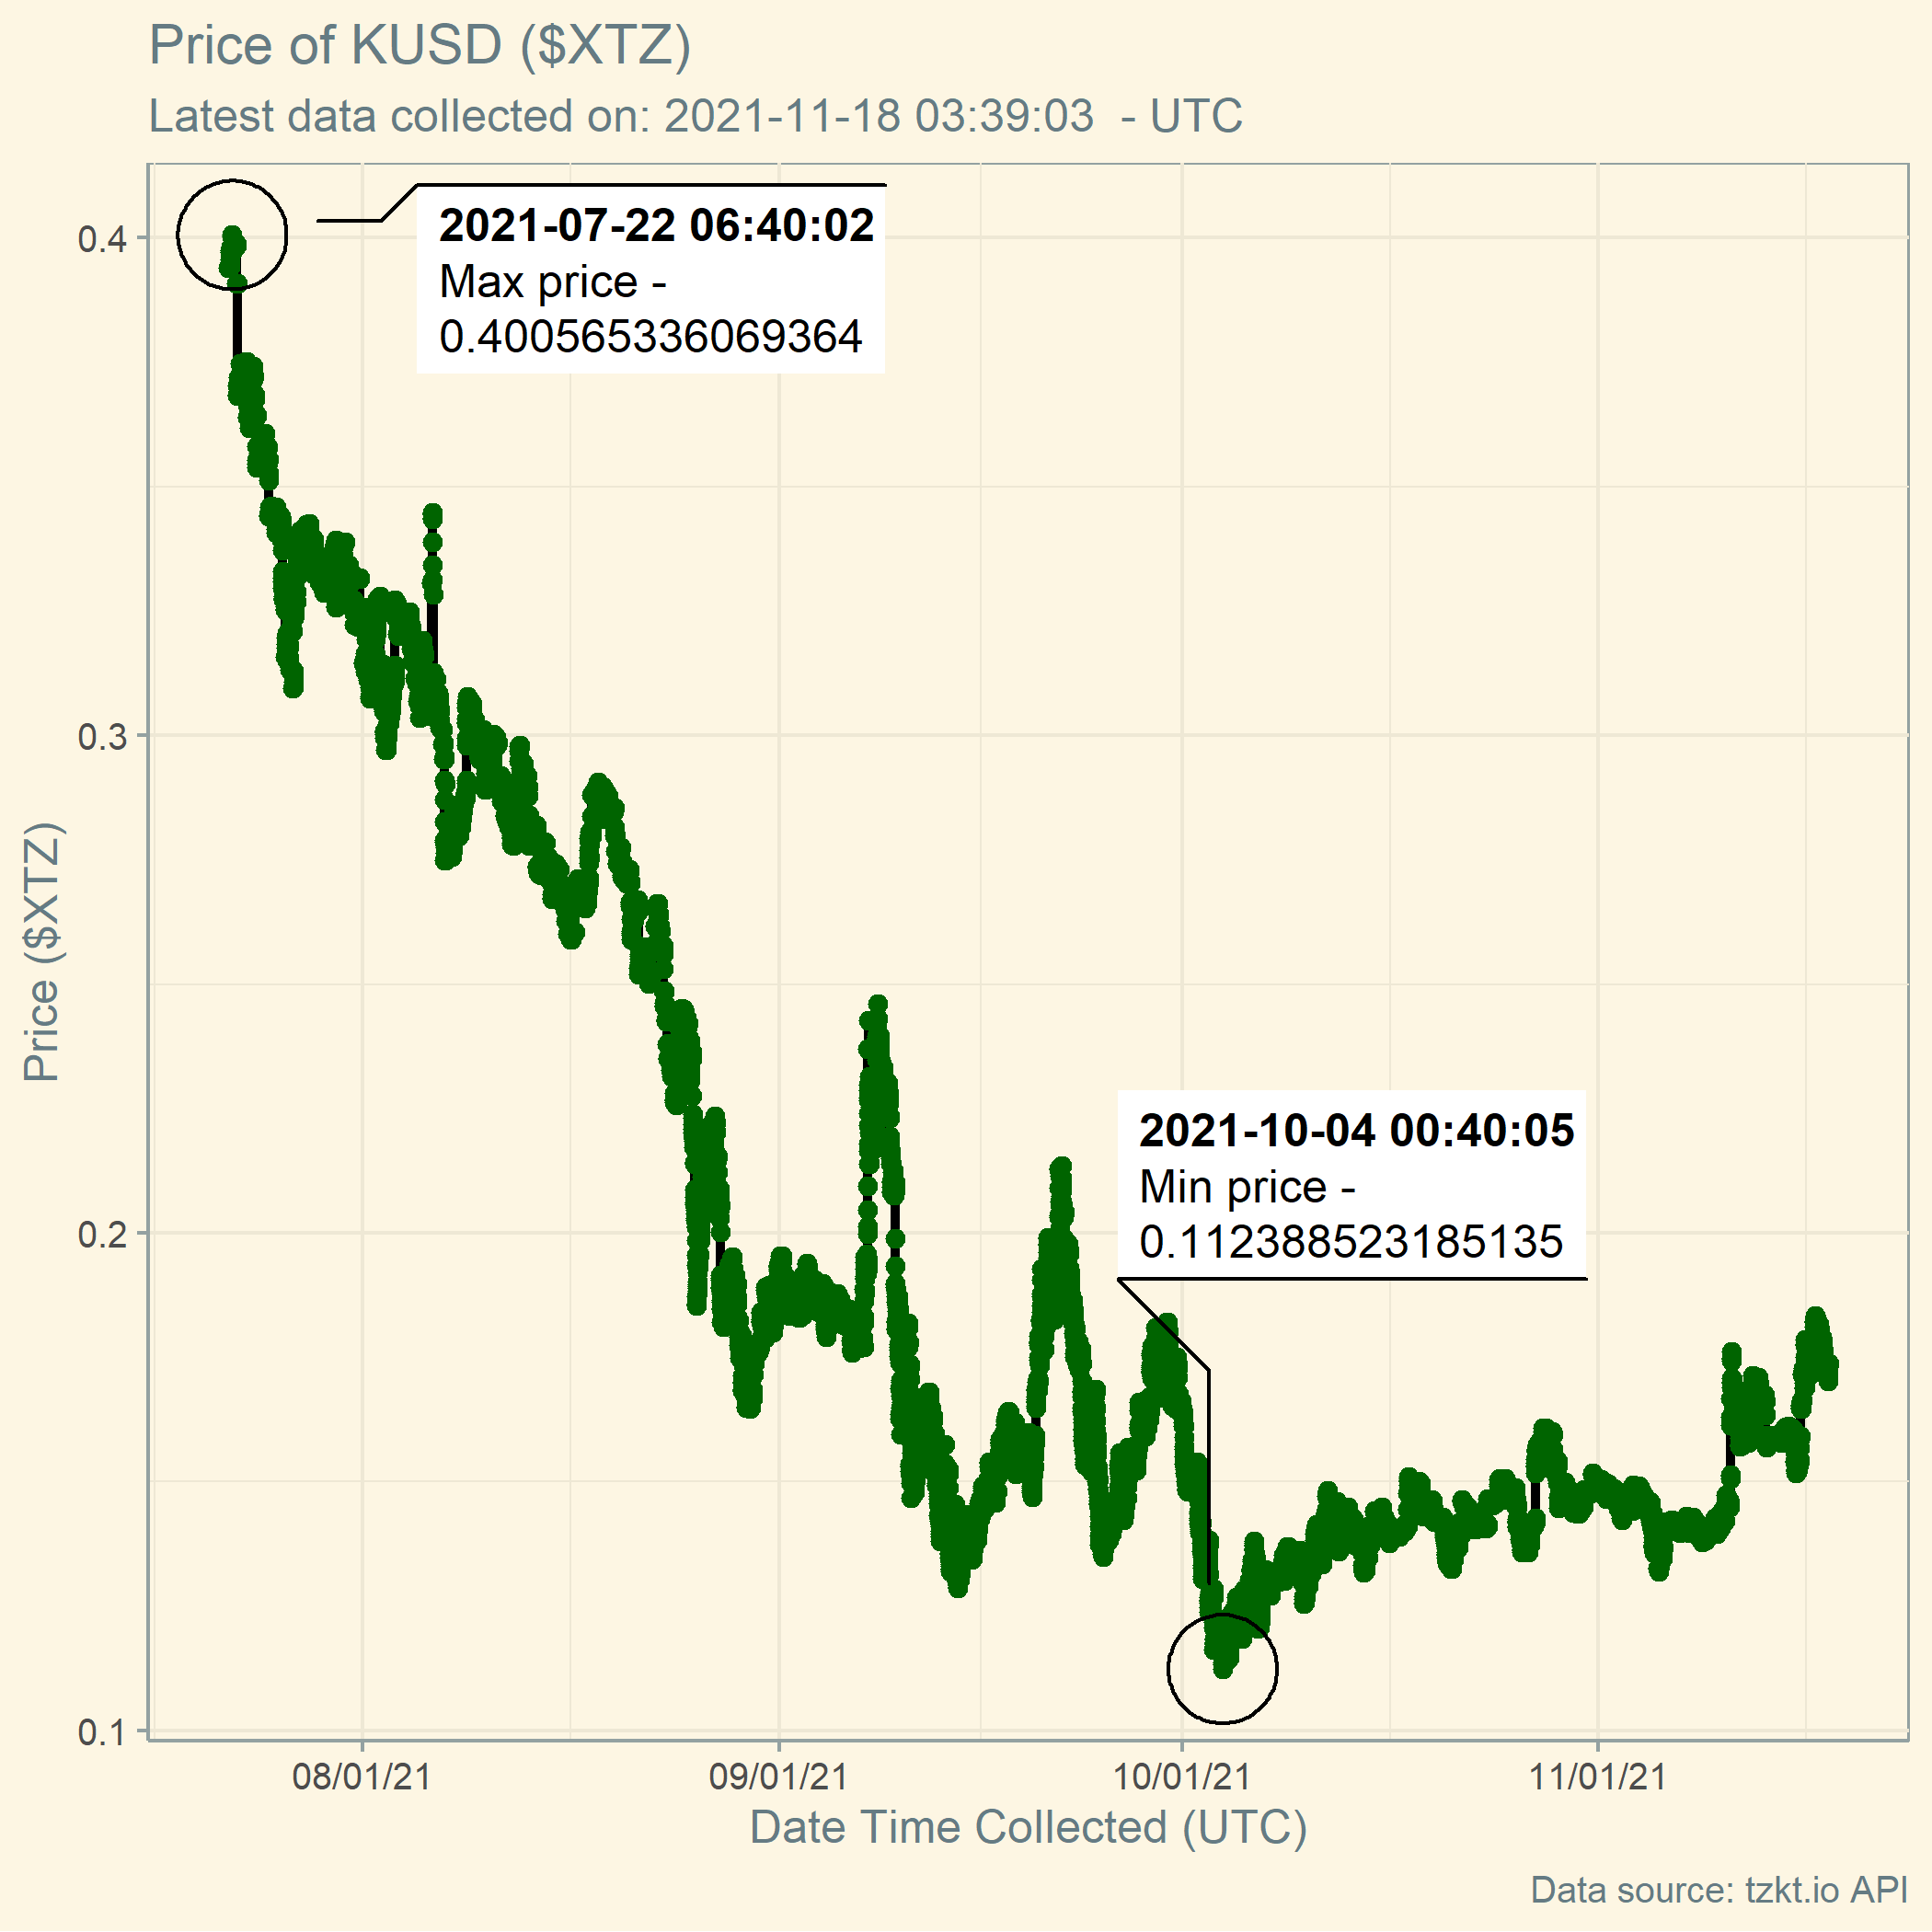 Price of KUSD ($XTZ)
Latest data collected on: 2021-11-18 03:39:03  - UTC
2021-07-22 06:40:02
Max price -
0.400565336069364
2021-10-04 00:40:05
Min price -
0.112388523185135
Price ($XTZ)
0.4
0.3
0.2
0.1
08/01/21 09/01/21 10/01/21 11/01/21
Date Time Collected (UTC)
Data source: tzkt.io API